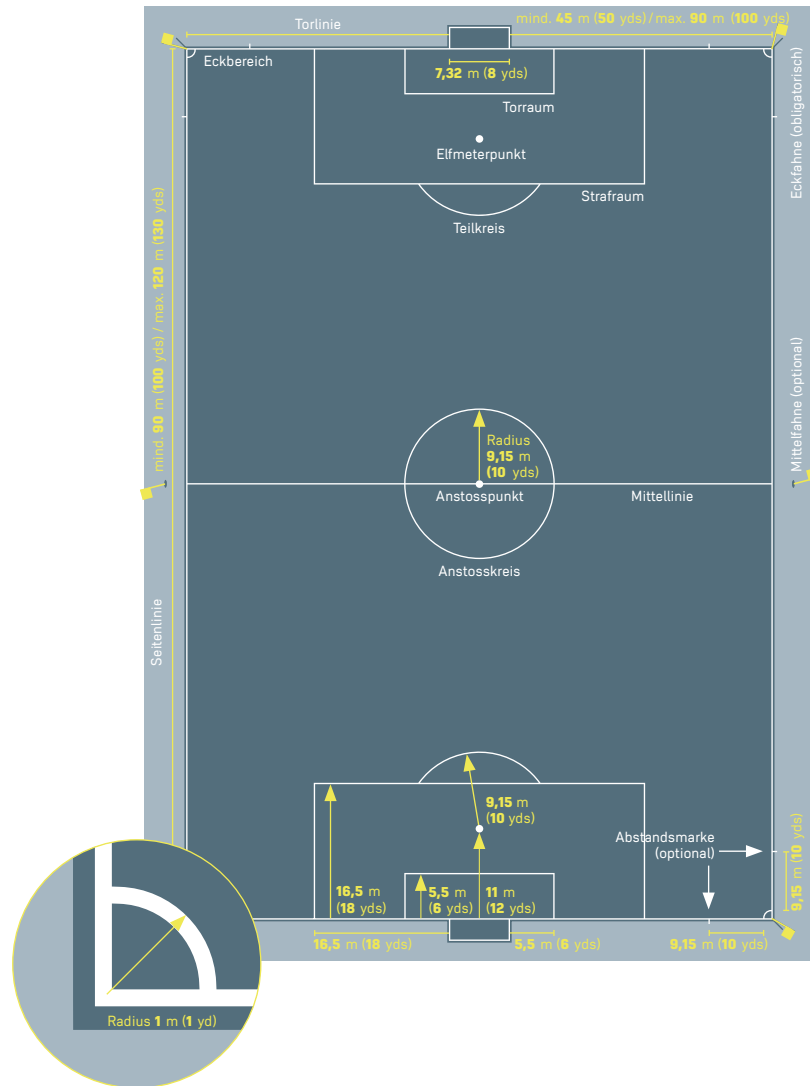 Torlinie
mind. 45 m (50 yds) / max. 90 m (100 yds)
Eckbereich
7,32 m (8 yds)
Torraum
Elfmeterpunkt
Strafraum
Teilkreis
Eckfahne (obligatorisch)
mind. 90 m (100 yds) / max. 120 m (130 yds)
Mittelfahne (optional)
Radius
9,15 m
(10 yds)
Anstosspunkt
Mittellinie
Anstosskreis
Seitenlinie
9,15 m
(10 yds)
Abstandsmarke
(optional)
9,15 m (10 yds)
16,5 m
(18 yds)
5,5 m
(6 yds)
11 m
(12 yds)
16,5 m (18 yds)
5,5 m (6 yds)
9,15 m (10 yds)
Radius 1 m (1 yd)